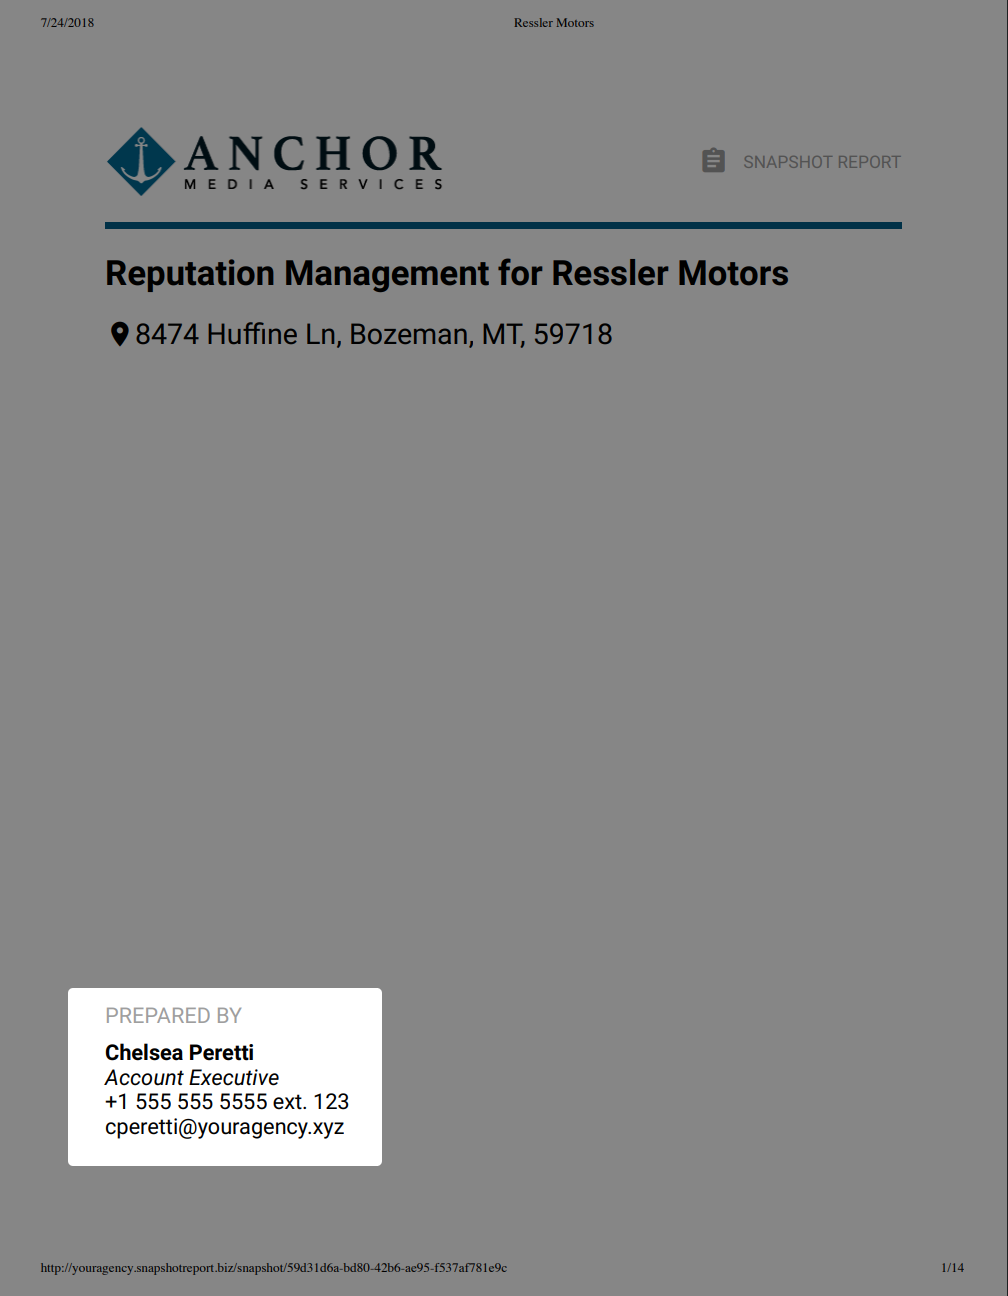 7/24/2018
Ressler Motors
ANCHOR
MEDIA SERVICES
SNAPSHOT REPORT
Reputation Management for Ressler Motors
8474 Huffine Ln, Bozeman, MT, 59718
PREPARED BY
Chelsea Peretti
Account Executive
+1 555 555 5555 ext. 123
cperetti@youragency.xyz
http://youragency.snapshotreport.biz/snapshot/59d31d6a-bd80-42b6-ae95-f537af781e9c
1/14